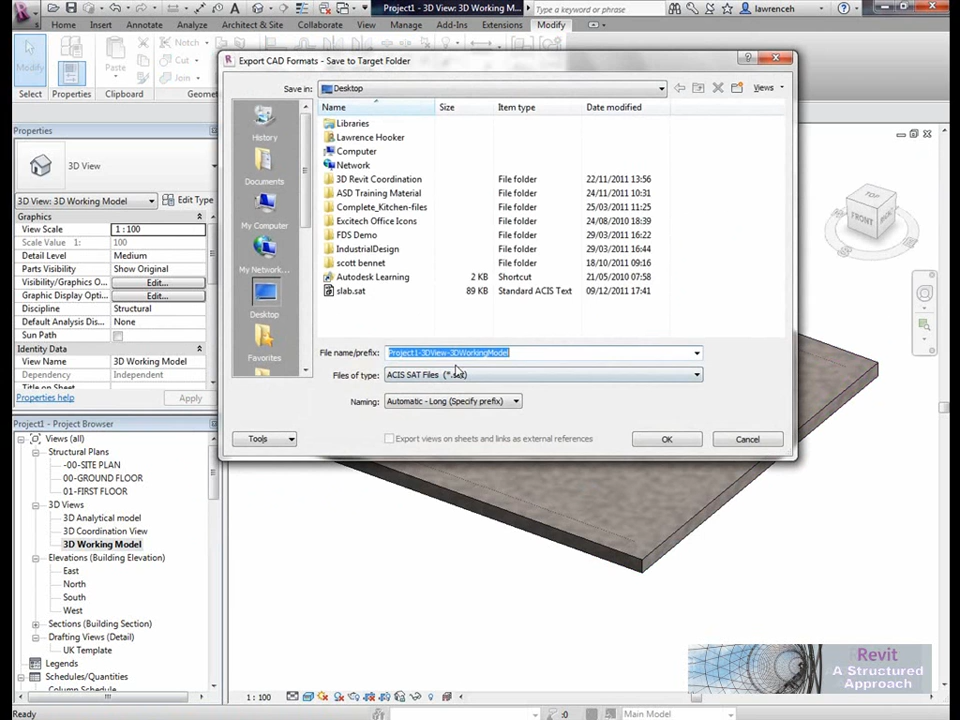 Project1 - 3D View: 3D W...
Type a keyword or phrase
lawrenceh
Home Insert Annotate Analyze Architect & Site Collaborate View Manage Add-Ins Extensions Modify
Modify
Paste
Notch
Cut
Join
Select Properties Clipboard
Export CAD Formats - Save to Target Folder
Save in: Desktop Views
Name Size Item type Date modified
Libraries
Lawrence Hooker
Computer
Network
3D Revit Coordination File folder 22/11/2011 13:56
ASD Training Material File folder 24/11/2011 10:31
Complete_Kitchen-files File folder 25/03/2011 11:25
Excitech Office Icons File folder 24/08/2010 18:39
FDS Demo File folder 29/03/2011 16:22
IndustrialDesign File folder 29/03/2011 16:44
scott bennet File folder 18/10/2011 09:16
Autodesk Learning 2 KB Shortcut 21/05/2010 07:58
slab.sat 89 KB Standard ACIS Text 09/12/2011 17:41
History
Documents
My Computer
My Network...
Desktop
Favorites
File name/prefix: Project1-3DView-3DWorkingModel
Files of type: ACIS SAT Files (*.sat)
Naming: Automatic - Long (Specify prefix)
Tools
Export views on sheets and links as external references
OK Cancel
Properties
3D View
3D View: 3D Working Model Edit Type
Graphics
View Scale 1 : 100
Scale Value 1: 100
Detail Level Medium
Parts Visibility Show Original
Visibility/Graphics O... Edit...
Graphic Display Opti... Edit...
Discipline Structural
Default Analysis Dis... None
Sun Path
Identity Data
View Name 3D Working Model
Dependency Independent
Title on Sheet
Properties help Apply
Project1 - Project Browser
Views (all)
Structural Plans
-00-SITE PLAN
00-GROUND FLOOR
01-FIRST FLOOR
3D Views
3D Analytical model
3D Coordination View
3D Working Model
Elevations (Building Elevation)
East
North
South
West
Sections (Building Section)
Drafting Views (Detail)
UK Template
Legends
Schedules/Quantities
Column Schedule
TOP
FRONT
RIGHT
Revit
A Structured
Approach
1 : 100
Ready
:0
Main Model